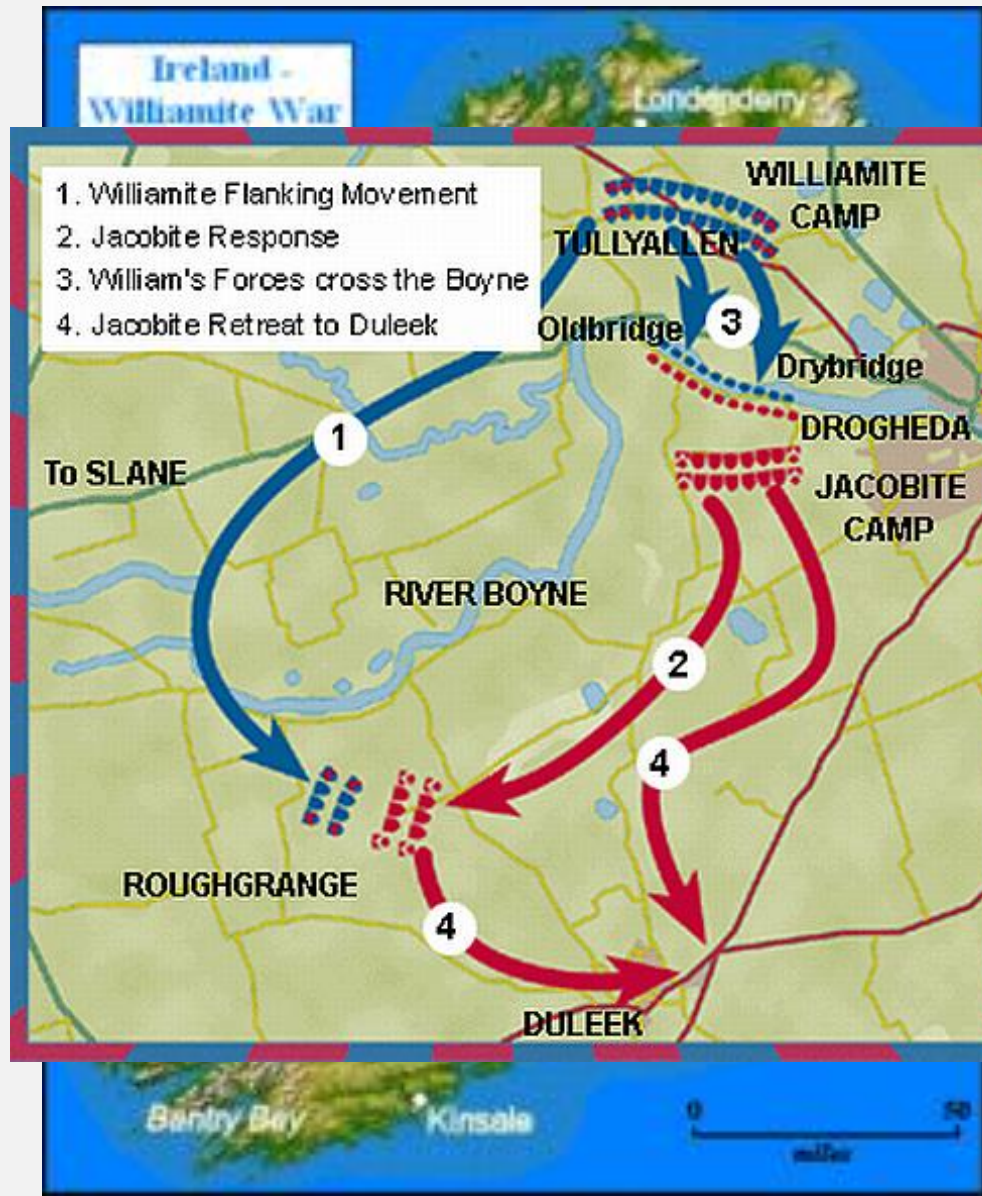 Ireland -
Williamite War
Londonderry
1. Williamite Flanking Movement
2. Jacobite Response
3. William's Forces cross the Boyne
4. Jacobite Retreat to Duleek
WILLIAMITE
CAMP
TULLYALLEN
Oldbridge
3
Drybridge
1
DROGHEDA
To SLANE
JACOBITE
CAMP
RIVER BOYNE
2
4
ROUGHGRANGE
4
DULEEK
Bantry Bay
Kinsale
0
50
miles